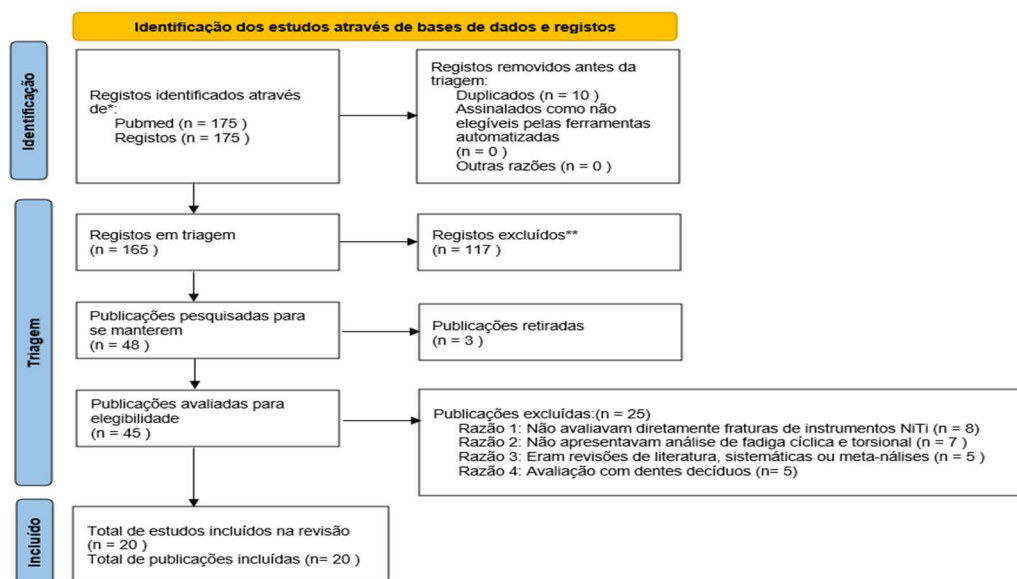 Identificação dos estudos através de bases de dados e registos
Identificação
Registos identificados através
de*:
Pubmed (n = 175 )
Registos (n = 175 )
Registos removidos antes da
triagem:
Duplicados (n = 10 )
Assinalados como não
elegíveis pelas ferramentas
automatizadas
(n = 0 )
Outras razões (n = 0 )
Triagem
Registos em triagem
(n = 165 )
Registos excluídos**
(n = 117 )
Publicações pesquisadas para
se manterem
(n = 48 )
Publicações retiradas
(n = 3 )
Publicações avaliadas para
elegibilidade
(n = 45 )
Publicações excluídas:(n = 25)
Razão 1: Não avaliavam diretamente fraturas de instrumentos NiTi (n = 8)
Razão 2: Não apresentavam análise de fadiga cíclica e torsional (n = 7 )
Razão 3: Eram revisões de literatura, sistemáticas ou meta-nálises (n = 5 )
Razão 4: Avaliação com dentes decíduos (n= 5)
Incluído
Total de estudos incluídos na revisão
(n = 20 )
Total de publicações incluídas (n= 20 )